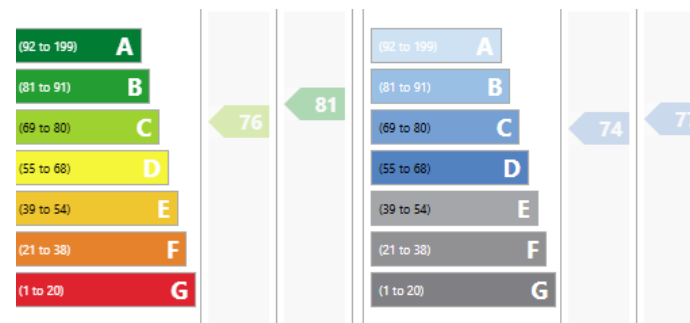 (92 to 199) A
(81 to 91) B
(69 to 80) C
(55 to 68) D
(39 to 54) E
(21 to 38) F
(1 to 20) G
76
81
(92 to 199) A
(81 to 91) B
(69 to 80) C
(55 to 68) D
(39 to 54) E
(21 to 38) F
(1 to 20) G
74